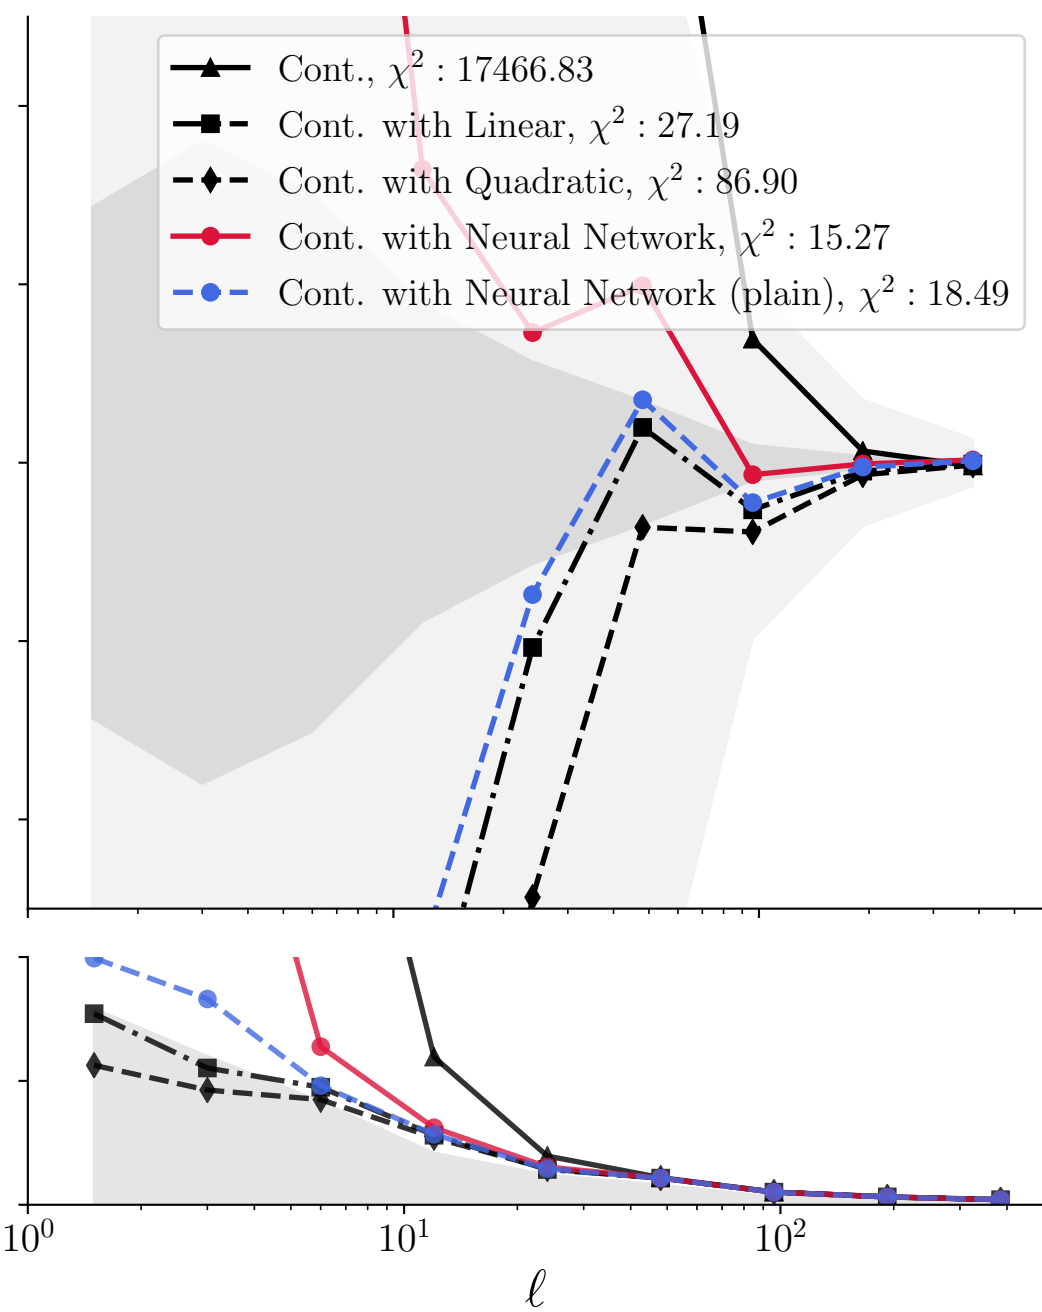 Cont., χ² : 17466.83
Cont. with Linear, χ² : 27.19
Cont. with Quadratic, χ² : 86.90
Cont. with Neural Network, χ² : 15.27
Cont. with Neural Network (plain), χ² : 18.49
10⁰ 10¹ 10²
ℓ